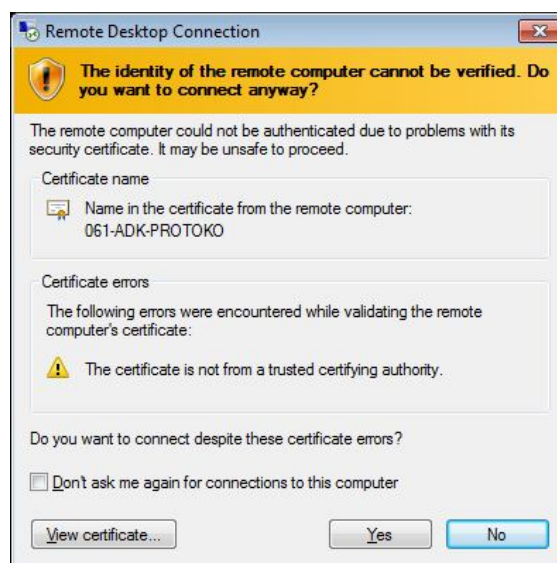 Remote Desktop Connection
The identity of the remote computer cannot be verified. Do
you want to connect anyway?
The remote computer could not be authenticated due to problems with its
security certificate. It may be unsafe to proceed.
Certificate name
Name in the certificate from the remote computer:
061-ADK-PROTOKO
Certificate errors
The following errors were encountered while validating the remote
computer's certificate:
The certificate is not from a trusted certifying authority.
Do you want to connect despite these certificate errors?
Don't ask me again for connections to this computer
View certificate... Yes No